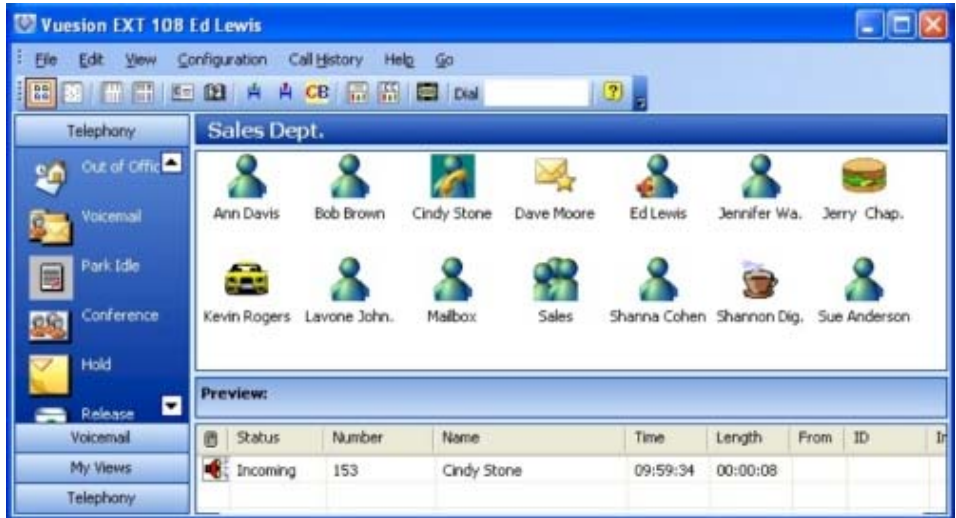 Vuesion EXT 108 Ed Lewis
File Edit View Configuration Call History Help Go
CB Dial ?
Telephony
Sales Dept.
Out of Offic
Voicemail
Park Idle
Conference
Hold
Release
Voicemail
My Views
Telephony
Ann Davis Bob Brown Cindy Stone Dave Moore Ed Lewis Jennifer Wa. Jerry Chap.
Kevin Rogers Lavone John. Mailbox Sales Shanna Cohen Shannon Dig. Sue Anderson
Preview:
Status Number Name Time Length From ID In
Incoming 153 Cindy Stone 09:59:34 00:00:08